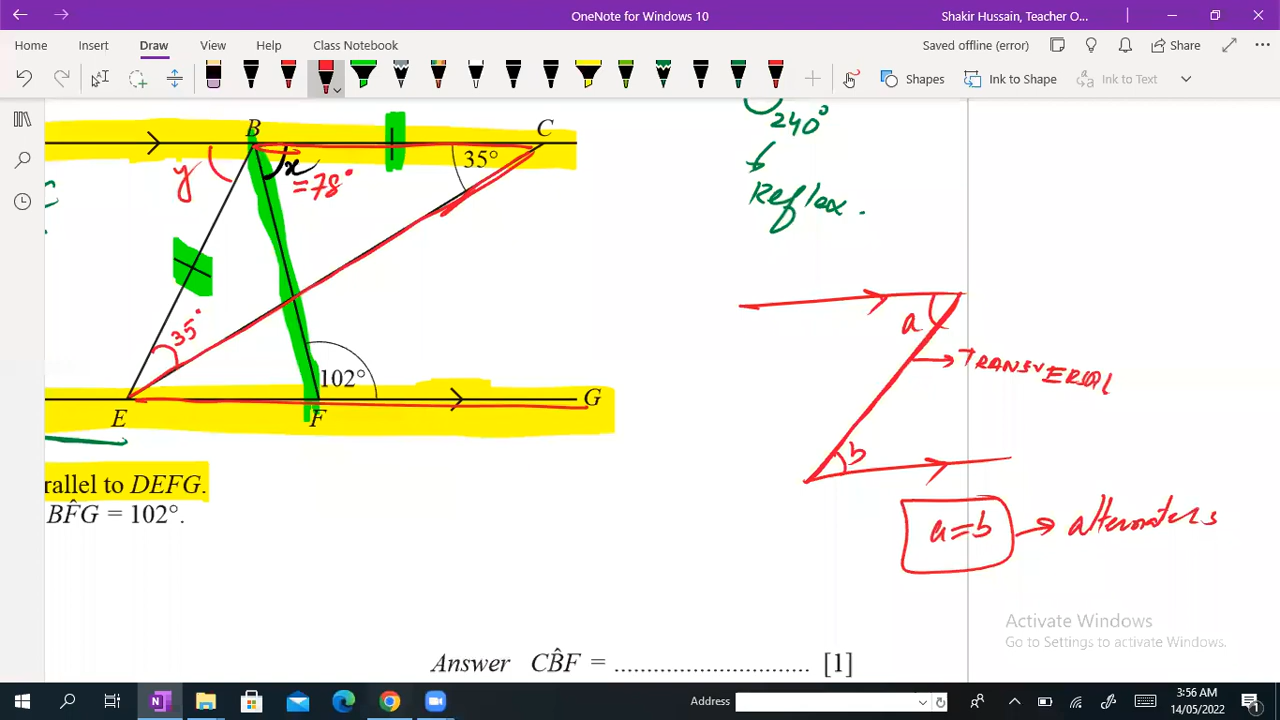 OneNote for Windows 10
Shakir Hussain, Teacher O...
Home Insert Draw View Help Class Notebook
Saved offline (error) Share
Shapes Ink to Shape Ink to Text
240°
Reflex.
B C
y x 35°
=78°
35°
102°
E F G
a
TRANSVERSAL
b
a=b
rallel to DEFG.
BF̂G = 102°.
Answer CB̂F = ............................ [1]
Activate Windows
Go to Settings to activate Windows.
Address
3:56 AM
14/05/2022
1